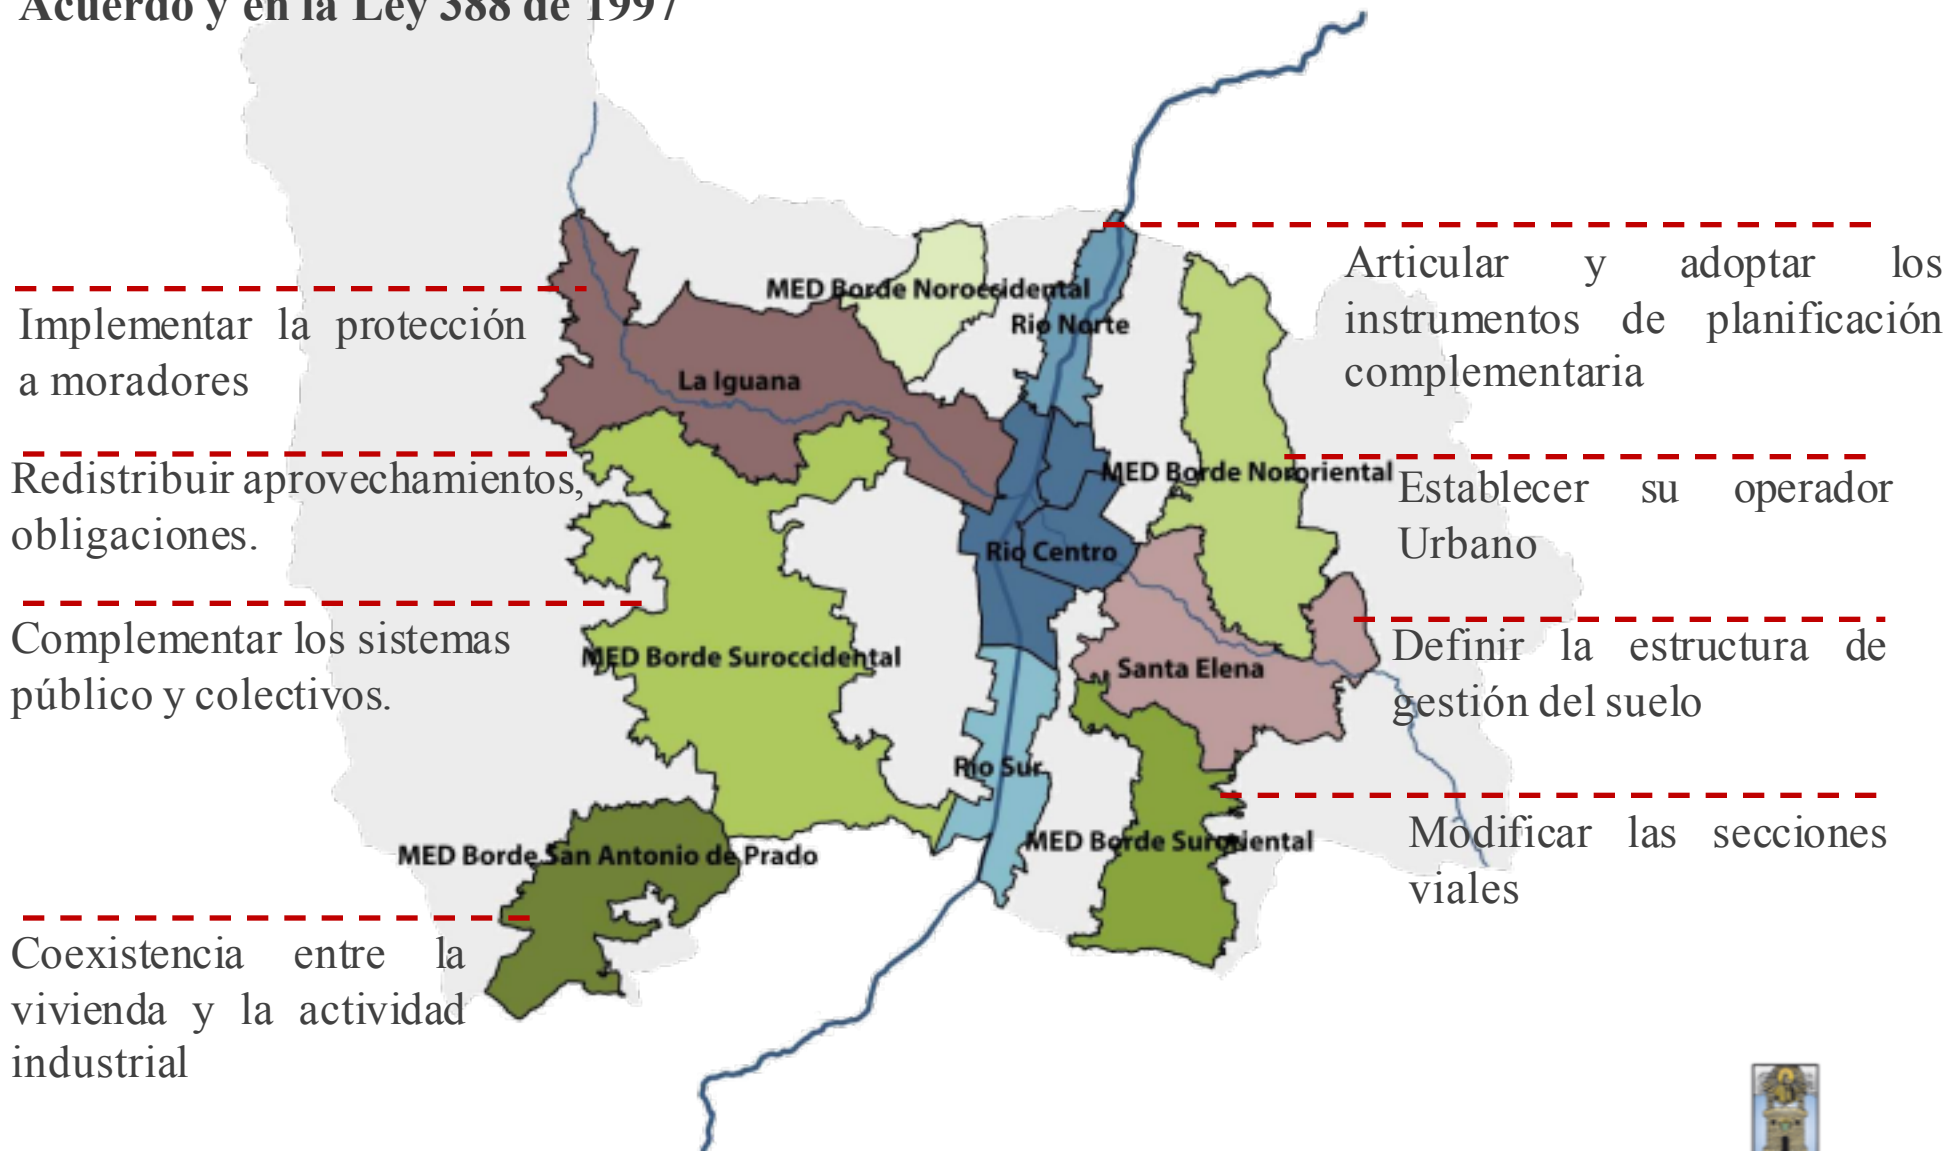 Acuerdo y en la Ley 388 de 1997
Implementar la protección
a moradores
Redistribuir aprovechamientos,
obligaciones.
Complementar los sistemas
público y colectivos.
Coexistencia entre la
vivienda y la actividad
industrial
MED Borde Noroccidental
Rio Norte
La Iguana
MED Borde Nororiental
Rio Centro
MED Borde Suroccidental
Santa Elena
Rio Sur
MED Borde San Antonio de Prado
MED Borde Suroriental
Articular y adoptar los
instrumentos de planificación
complementaria
Establecer su operador
Urbano
Definir la estructura de
gestión del suelo
Modificar las secciones
viales